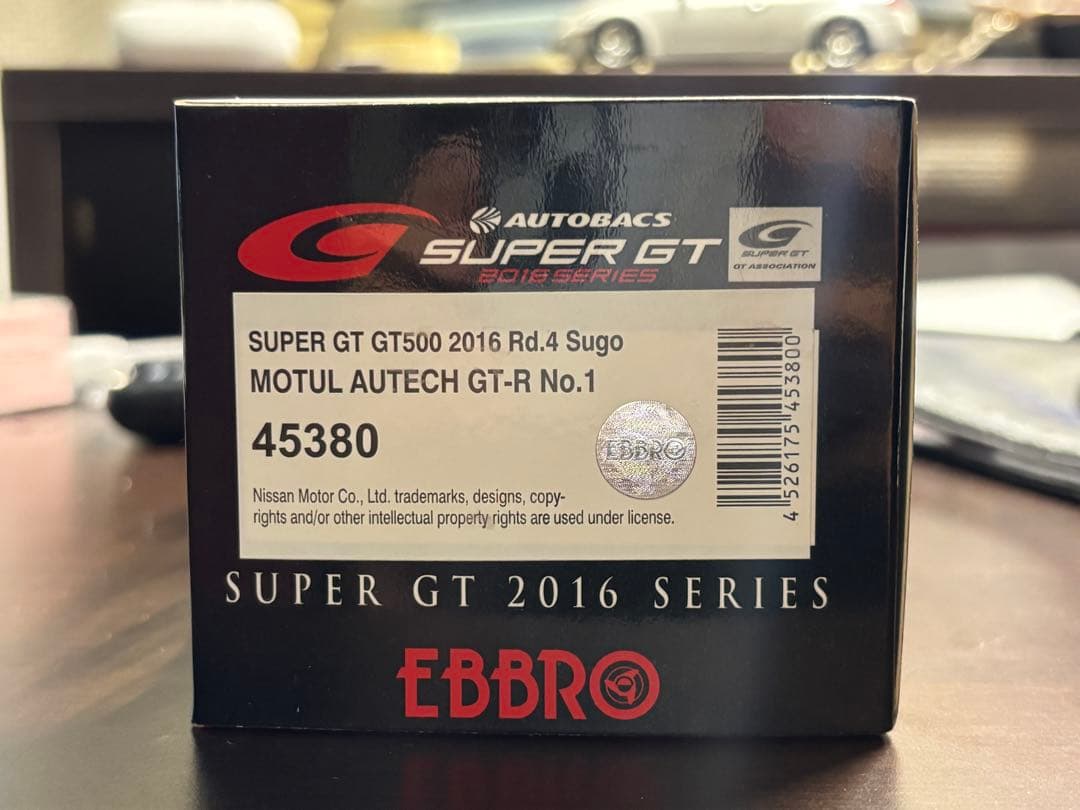 AUTOBACS
SUPER GT
2016 SERIES
SUPER GT
GT ASSOCIATION
SUPER GT GT500 2016 Rd.4 Sugo
MOTUL AUTECH GT-R No.1
45380
EBBRO
Nissan Motor Co., Ltd. trademarks, designs, copy-
rights and/or other intellectual property rights are used under license.
4 526175 453800
SUPER GT 2016 SERIES
EBBRO